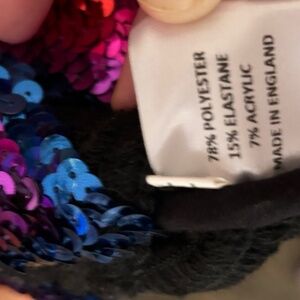 78% POLYESTER
15% ELASTANE
7% ACRYLIC
MADE IN ENGLAND